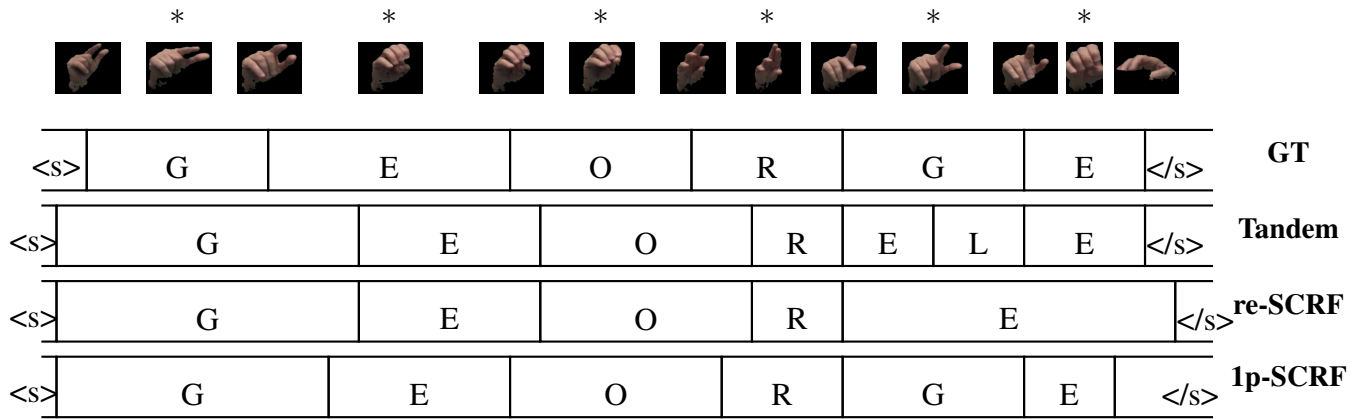 * * * * * *
<s> G E O R G E </s> GT
<s> G E O R E L E </s> Tandem
<s> G E O R E </s> re-SCRF
<s> G E O R G E </s> 1p-SCRF